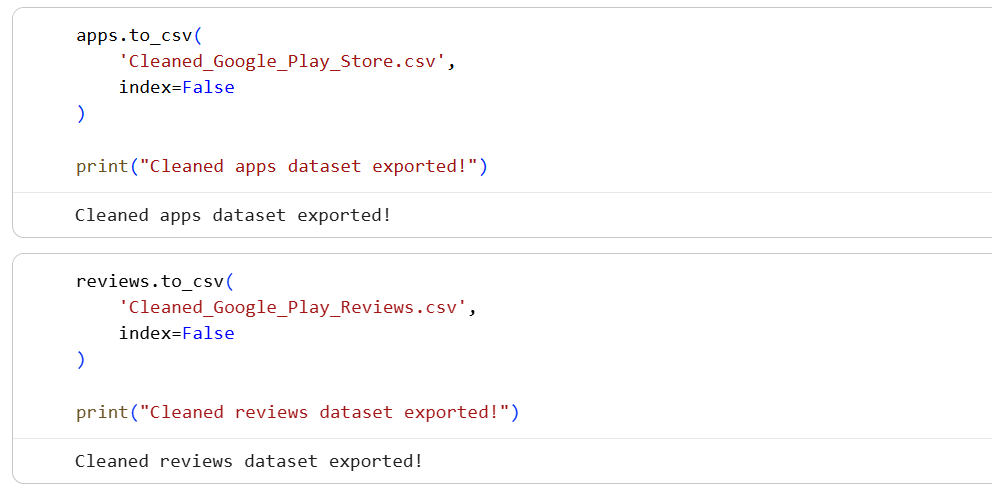 apps.to_csv(
    'Cleaned_Google_Play_Store.csv',
    index=False
)

print("Cleaned apps dataset exported!")
Cleaned apps dataset exported!
reviews.to_csv(
    'Cleaned_Google_Play_Reviews.csv',
    index=False
)

print("Cleaned reviews dataset exported!")
Cleaned reviews dataset exported!